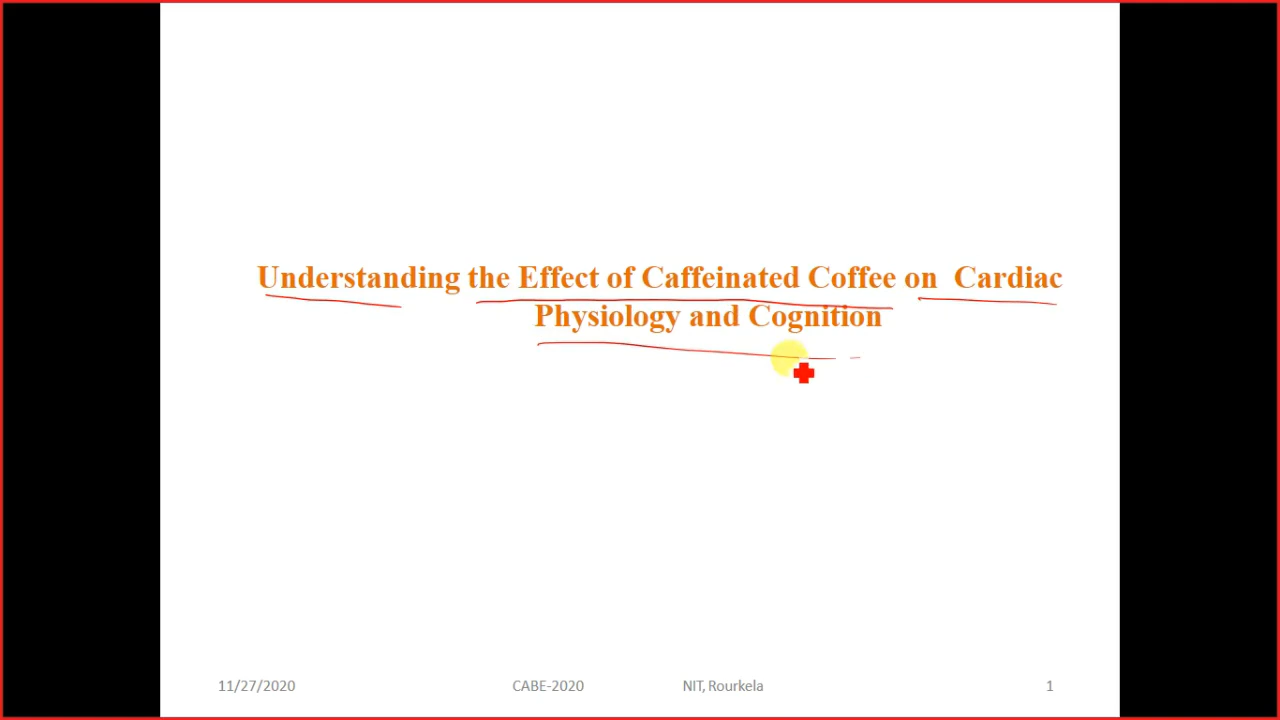 Understanding the Effect of Caffeinated Coffee on Cardiac
Physiology and Cognition
11/27/2020 CABE-2020 NIT, Rourkela 1